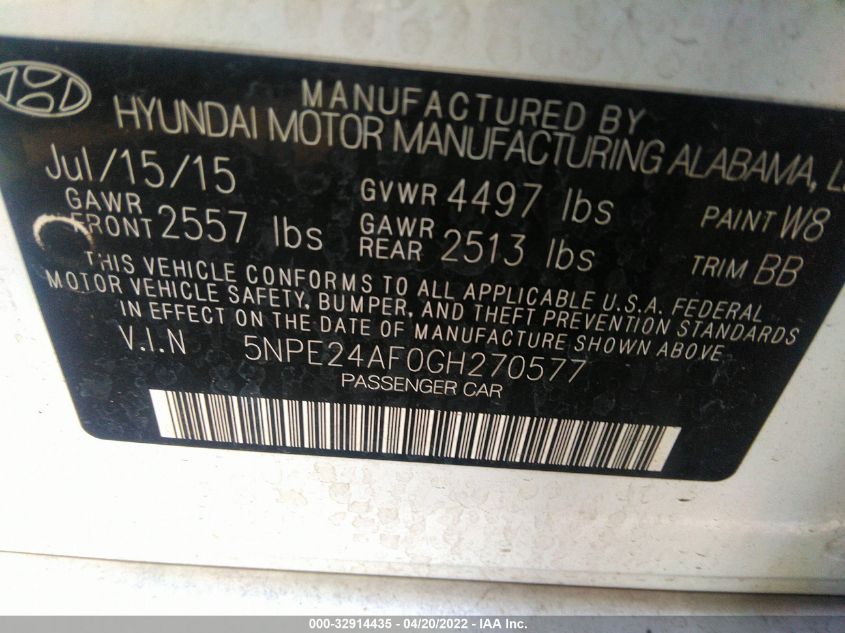 MANUFACTURED BY
HYUNDAI MOTOR MANUFACTURING ALABAMA,
Jul/15/15 GVWR 4497 lbs PAINT W8
GAWR FRONT 2557 lbs GAWR REAR 2513 lbs TRIM BB
THIS VEHICLE CONFORMS TO ALL APPLICABLE U.S.A. FEDERAL
MOTOR VEHICLE SAFETY, BUMPER, AND THEFT PREVENTION STANDARDS
IN EFFECT ON THE DATE OF MANUFACTURE SHOWN ABOVE.
V.I.N 5NPE24AF0GH270577
PASSENGER CAR
000-32914435 - 04/20/2022 - IAA Inc.